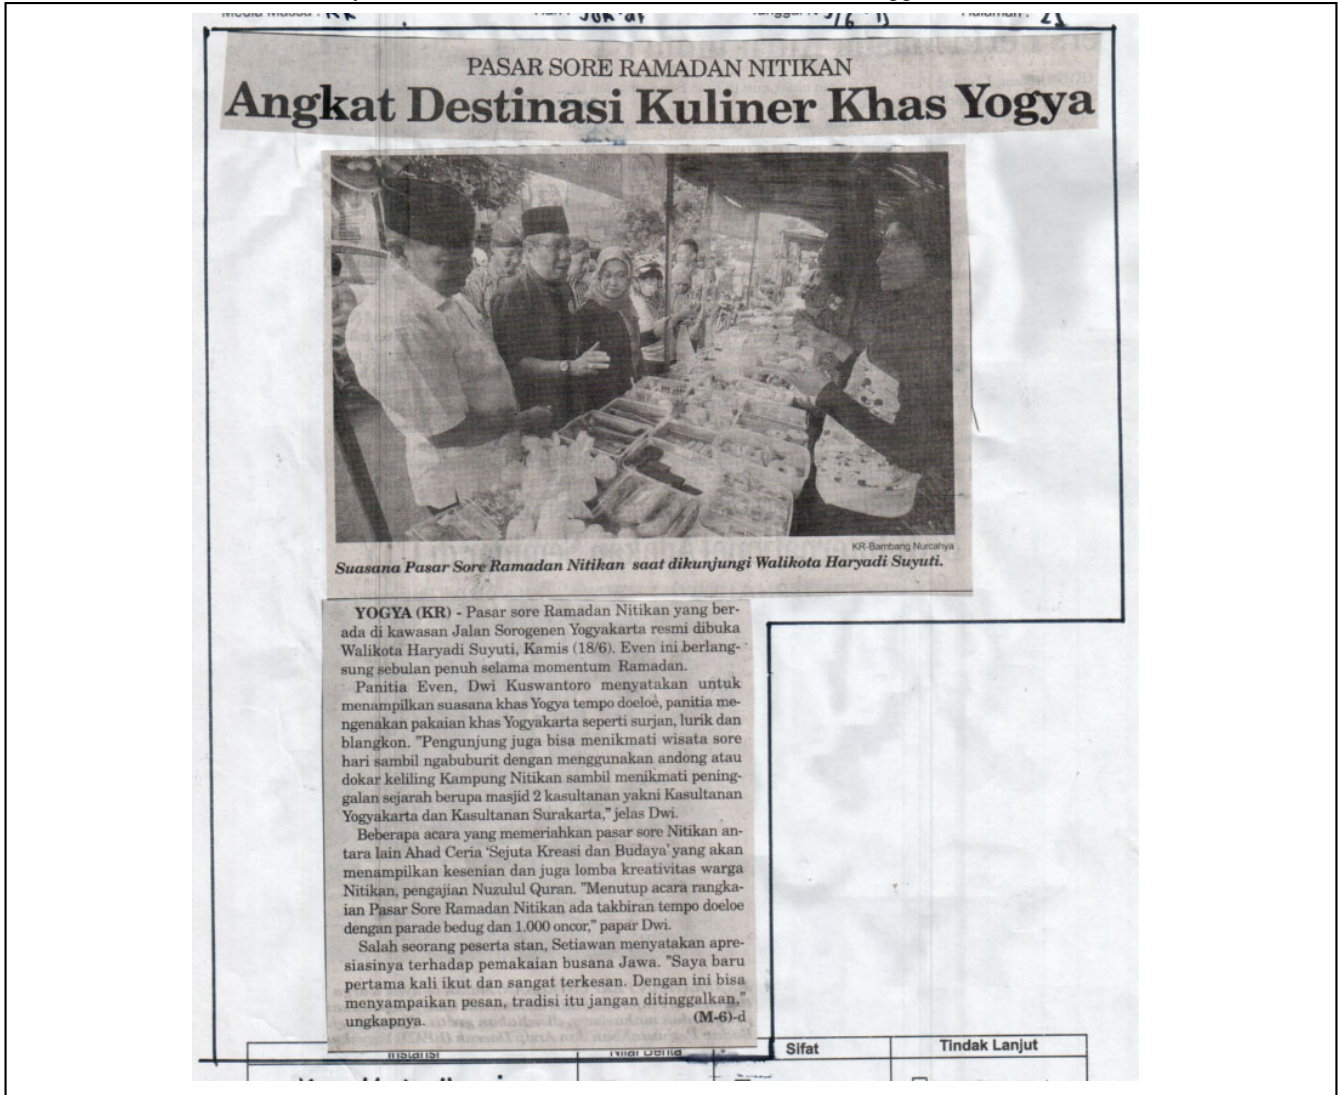 Media Massa : KR
PASAR SORE RAMADAN NITIKAN
Angkat Destinasi Kuliner Khas Yogya
KR-Bambang Nurcahya
Suasana Pasar Sore Ramadan Nitikan saat dikunjungi Walikota Haryadi Suyuti.
YOGYA (KR) - Pasar sore Ramadan Nitikan yang ber-
ada di kawasan Jalan Sorogenen Yogyakarta resmi dibuka
Walikota Haryadi Suyuti, Kamis (18/6). Even ini berlang-
sung sebulan penuh selama momentum Ramadan.
Panitia Even, Dwi Kuswantoro menyatakan untuk
menampilkan suasana khas Yogya tempo doeloe, panitia me-
ngenakan pakaian khas Yogyakarta seperti surjan, lurik dan
blangkon. "Pengunjung juga bisa menikmati wisata sore
hari sambil ngabuburit dengan menggunakan andong atau
dokar keliling Kampung Nitikan sambil menikmati pening-
galan sejarah berupa masjid 2 kasultanan yakni Kasultanan
Yogyakarta dan Kasultanan Surakarta," jelas Dwi.
Beberapa acara yang memeriahkan pasar sore Nitikan an-
tara lain Ahad Ceria 'Sejuta Kreasi dan Budaya' yang akan
menampilkan kesenian dan juga lomba kreativitas warga
Nitikan, pengajian Nuzulul Quran. "Menutup acara rangka-
ian Pasar Sore Ramadan Nitikan ada takbiran tempo doeloe
dengan parade bedug dan 1.000 oncor," papar Dwi.
Salah seorang peserta stan, Setiawan menyatakan apre-
siasinya terhadap pemakaian busana Jawa. "Saya baru
pertama kali ikut dan sangat terkesan. Dengan ini bisa
menyampaikan pesan, tradisi itu jangan ditinggalkan,"
ungkapnya. (M-6)-d
Instansi Nilai Berita Sifat Tindak Lanjut